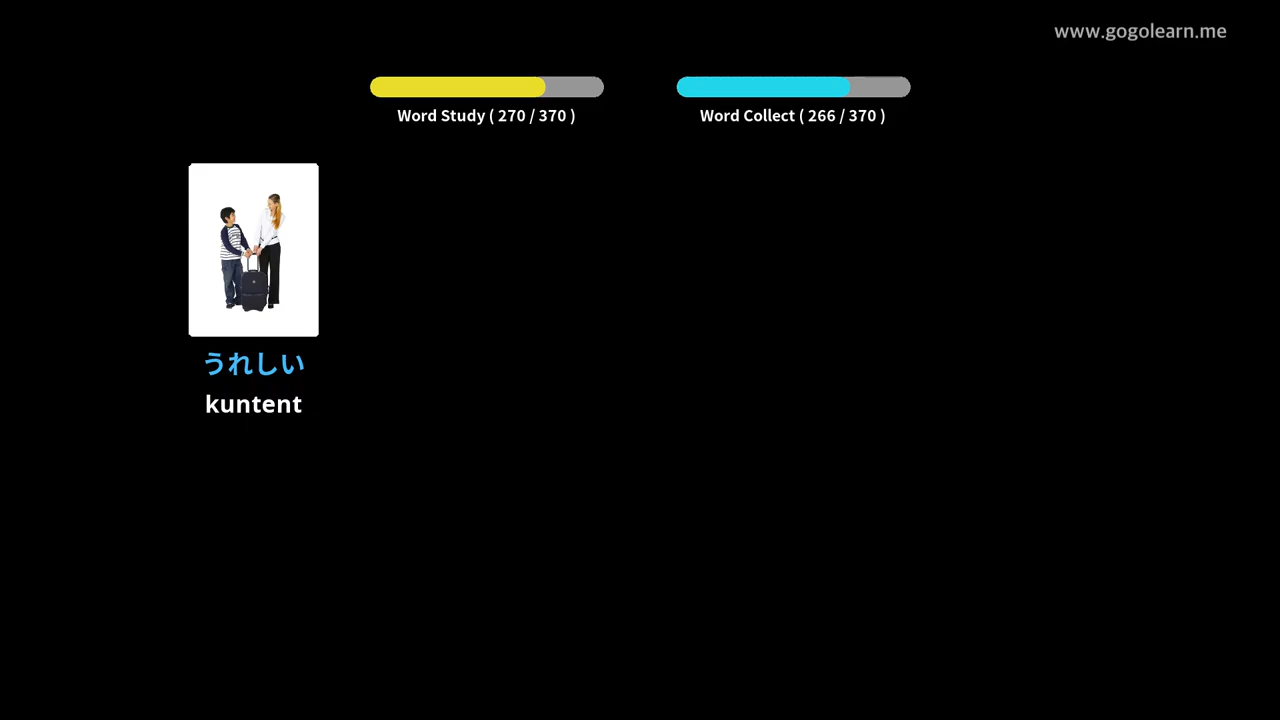 www.gogolearn.me
Word Study ( 270 / 370 )
Word Collect ( 266 / 370 )
うれしい
kuntent